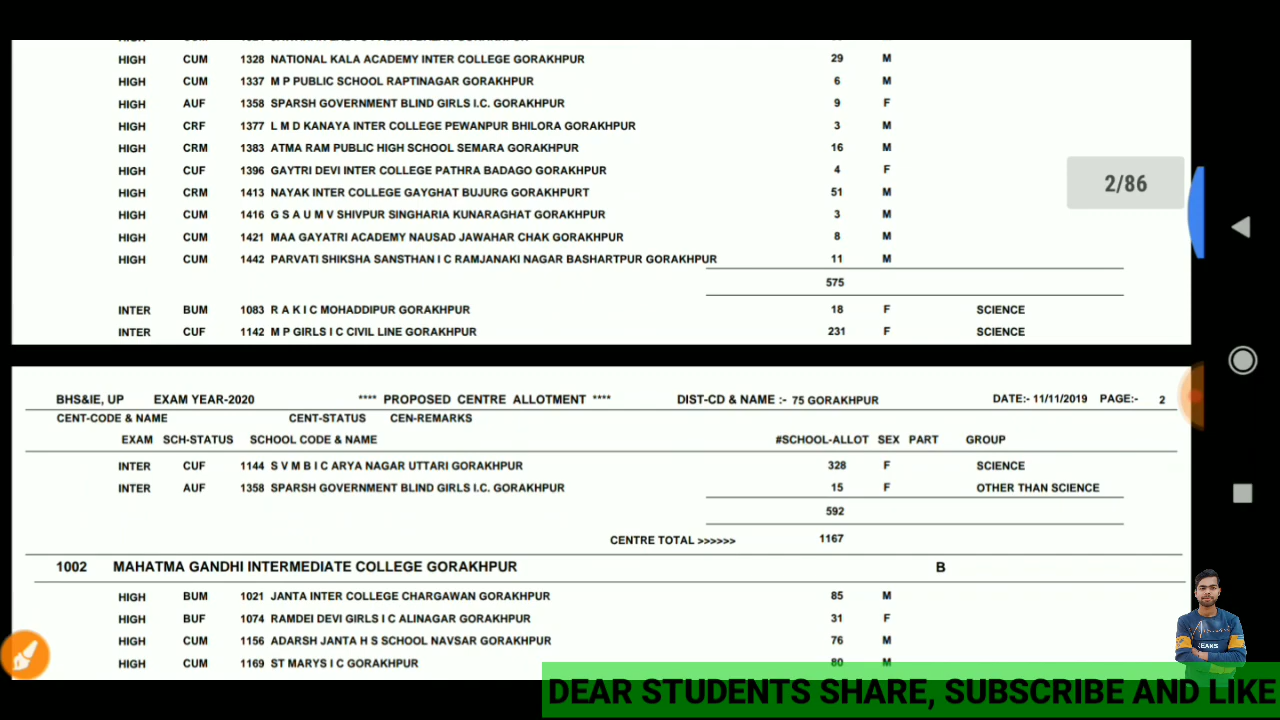 HIGH CUM 1328 NATIONAL KALA ACADEMY INTER COLLEGE GORAKHPUR 29 M
HIGH CUM 1337 M P PUBLIC SCHOOL RAPTINAGAR GORAKHPUR 6 M
HIGH AUF 1358 SPARSH GOVERNMENT BLIND GIRLS I.C. GORAKHPUR 9 F
HIGH CRF 1377 L M D KANAYA INTER COLLEGE PEWANPUR BHILORA GORAKHPUR 3 M
HIGH CRM 1383 ATMA RAM PUBLIC HIGH SCHOOL SEMARA GORAKHPUR 16 M
HIGH CUF 1396 GAYTRI DEVI INTER COLLEGE PATHRA BADAGO GORAKHPUR 4 F
2/86
HIGH CRM 1413 NAYAK INTER COLLEGE GAYGHAT BUJURG GORAKHPURT 51 M
HIGH CUM 1416 G S A U M V SHIVPUR SINGHARIA KUNARAGHAT GORAKHPUR 3 M
HIGH CUM 1421 MAA GAYATRI ACADEMY NAUSAD JAWAHAR CHAK GORAKHPUR 8 M
HIGH CUM 1442 PARVATI SHIKSHA SANSTHAN I C RAMJANAKI NAGAR BASHARTPUR GORAKHPUR 11 M
575
INTER BUM 1083 R A K I C MOHADDIPUR GORAKHPUR 18 F SCIENCE
INTER CUF 1142 M P GIRLS I C CIVIL LINE GORAKHPUR 231 F SCIENCE
BHS&IE, UP EXAM YEAR-2020 **** PROPOSED CENTRE ALLOTMENT **** DIST-CD & NAME :- 75 GORAKHPUR DATE:- 11/11/2019 PAGE:- 2
CENT-CODE & NAME CENT-STATUS CEN-REMARKS
EXAM SCH-STATUS SCHOOL CODE & NAME #SCHOOL-ALLOT SEX PART GROUP
INTER CUF 1144 S V M B I C ARYA NAGAR UTTARI GORAKHPUR 328 F SCIENCE
INTER AUF 1358 SPARSH GOVERNMENT BLIND GIRLS I.C. GORAKHPUR 15 F OTHER THAN SCIENCE
592
CENTRE TOTAL >>>>>> 1167
1002 MAHATMA GANDHI INTERMEDIATE COLLEGE GORAKHPUR B
HIGH BUM 1021 JANTA INTER COLLEGE CHARGAWAN GORAKHPUR 85 M
HIGH BUF 1074 RAMDEI DEVI GIRLS I C ALINAGAR GORAKHPUR 31 F
HIGH CUM 1156 ADARSH JANTA H S SCHOOL NAVSAR GORAKHPUR 76 M
HIGH CUM 1169 ST MARYS I C GORAKHPUR 80 M
DEAR STUDENTS SHARE, SUBSCRIBE AND LIKE